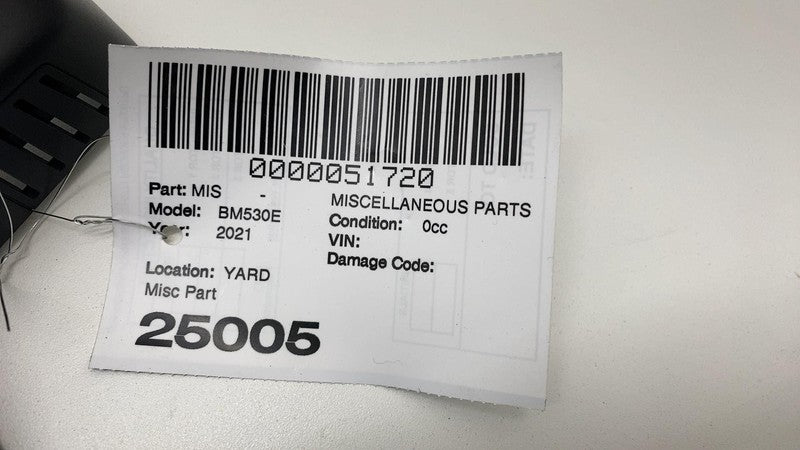 0000051720
Part: MIS -
MISCELLANEOUS PARTS
Model: BM530E
Condition: 0cc
Year: 2021
VIN:
Damage Code:
Location: YARD
Misc Part
25005